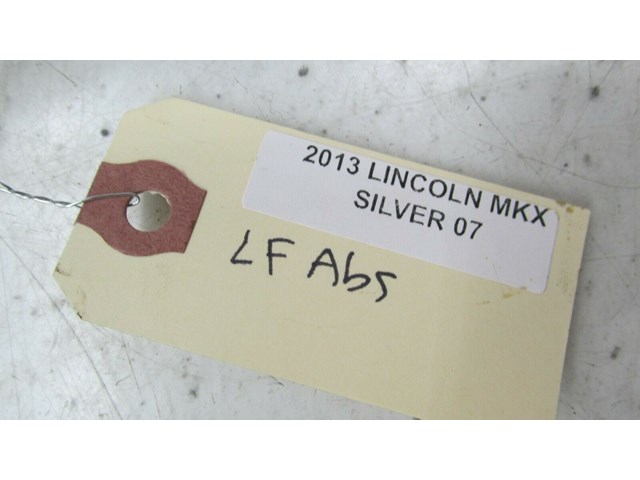 2013 LINCOLN MKX
SILVER 07
LF Abs